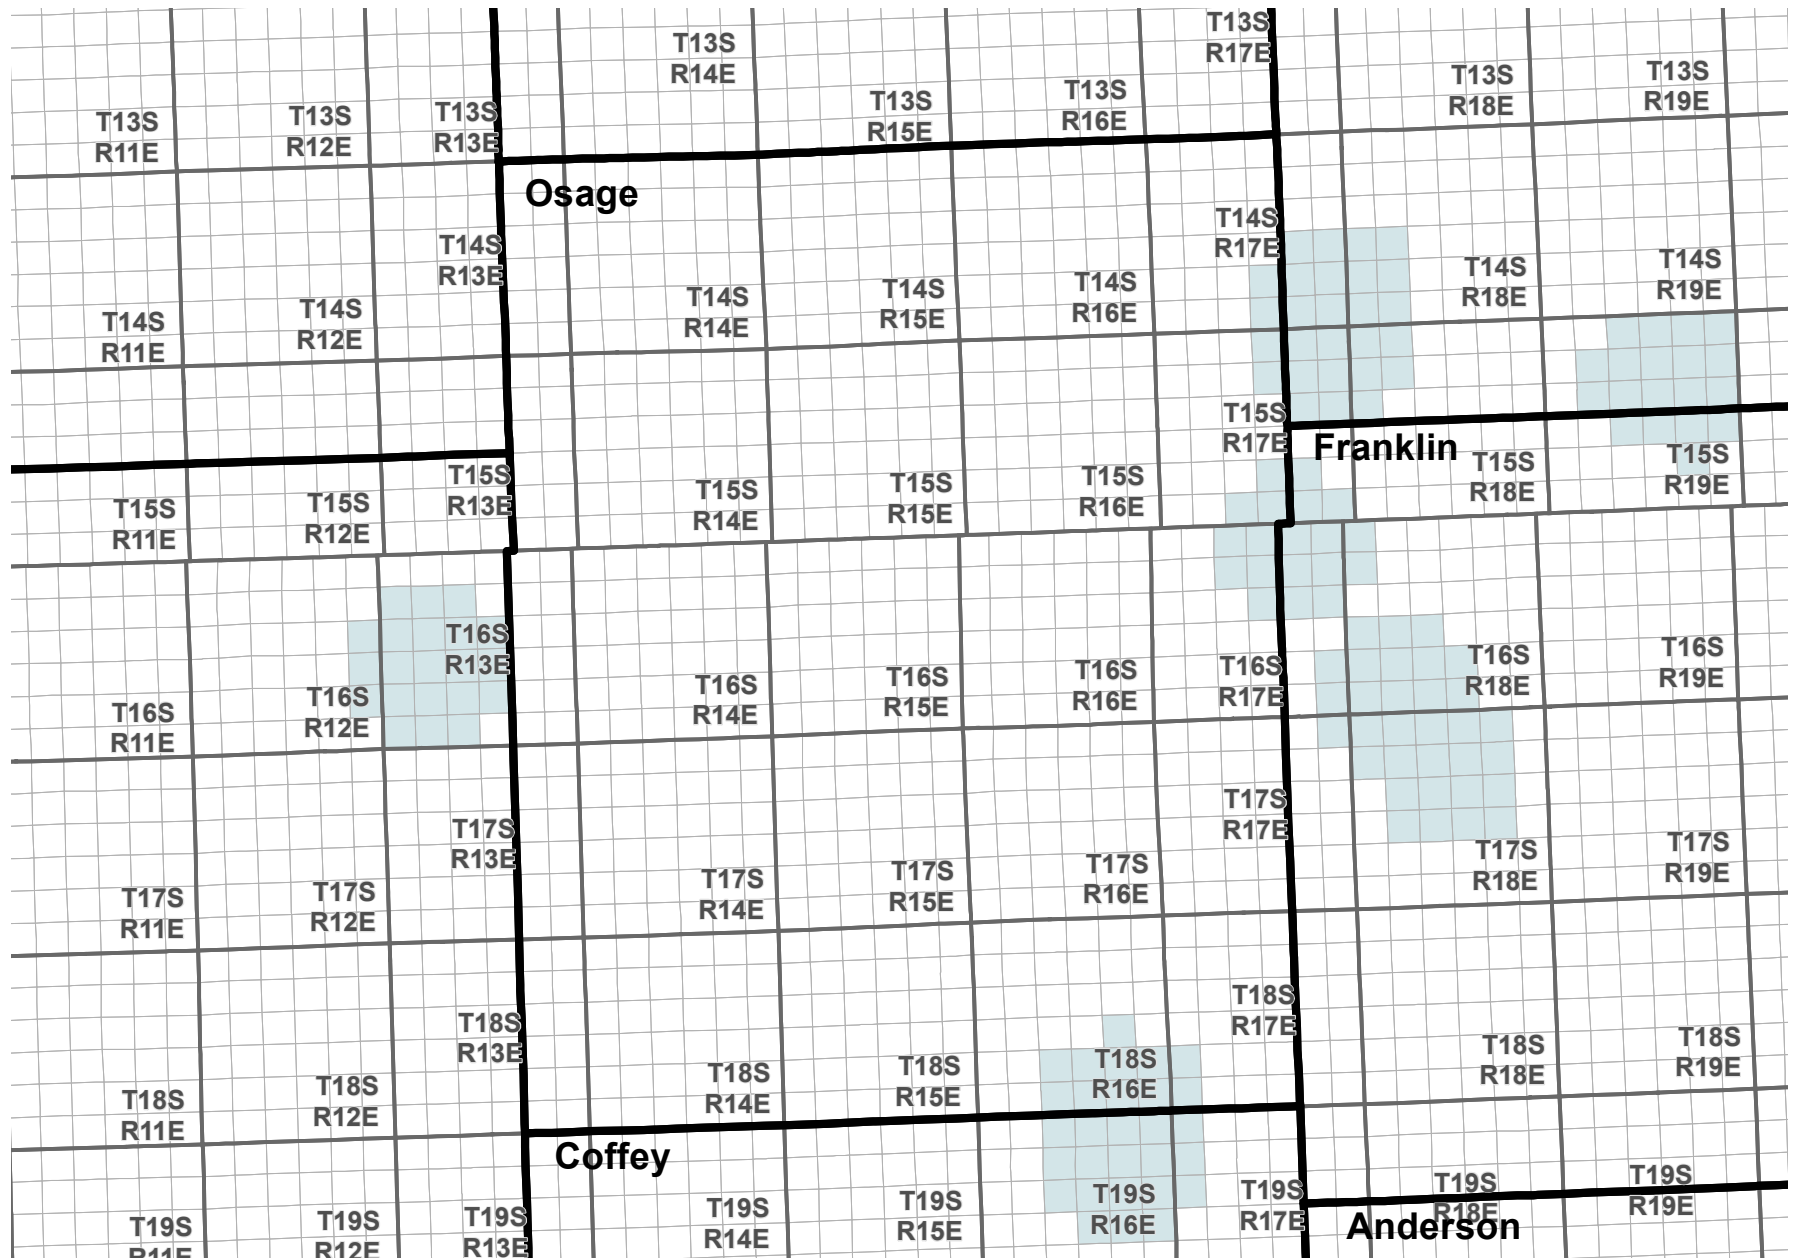 T13S
R17E
T13S
R14E
T13S
R18E
T13S
R19E
T13S
R11E
T13S
R12E
T13S
R13E
T13S
R15E
T13S
R16E
Osage
T14S
R17E
T14S
R13E
T14S
R18E
T14S
R19E
T14S
R11E
T14S
R12E
T14S
R14E
T14S
R15E
T14S
R16E
T15S
R17E
Franklin
T15S
R18E
T15S
R19E
T15S
R11E
T15S
R12E
T15S
R13E
T15S
R14E
T15S
R15E
T15S
R16E
T16S
R13E
T16S
R11E
T16S
R12E
T16S
R14E
T16S
R15E
T16S
R16E
T16S
R17E
T16S
R18E
T16S
R19E
T17S
R13E
T17S
R17E
T17S
R11E
T17S
R12E
T17S
R14E
T17S
R15E
T17S
R16E
T17S
R18E
T17S
R19E
T18S
R13E
T18S
R17E
T18S
R11E
T18S
R12E
T18S
R14E
T18S
R15E
T18S
R16E
T18S
R18E
T18S
R19E
Coffey
T19S
R11E
T19S
R12E
T19S
R13E
T19S
R14E
T19S
R15E
T19S
R16E
T19S
R17E
T19S
R18E
T19S
R19E
Anderson